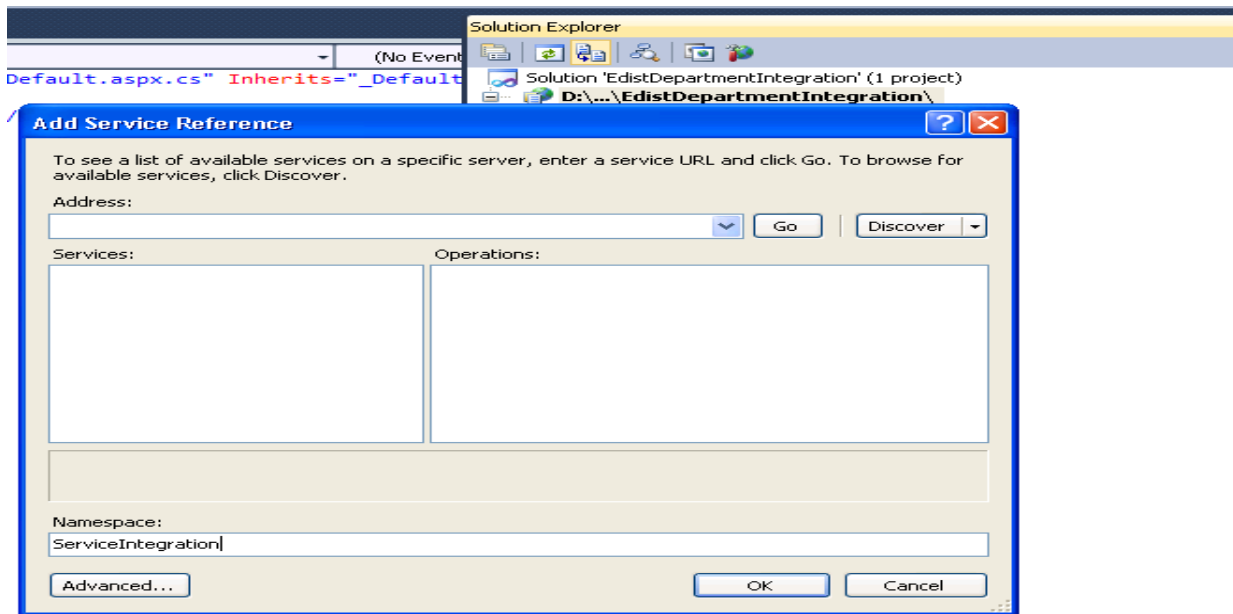 Solution Explorer
(No Event
Default.aspx.cs" Inherits="_Default
Solution 'EdistDepartmentIntegration' (1 project)
D:\...\EdistDepartmentIntegration\
Add Service Reference
To see a list of available services on a specific server, enter a service URL and click Go. To browse for
available services, click Discover.
Address:
Go
Discover
Services:
Operations:
Namespace:
ServiceIntegration
Advanced...
OK
Cancel